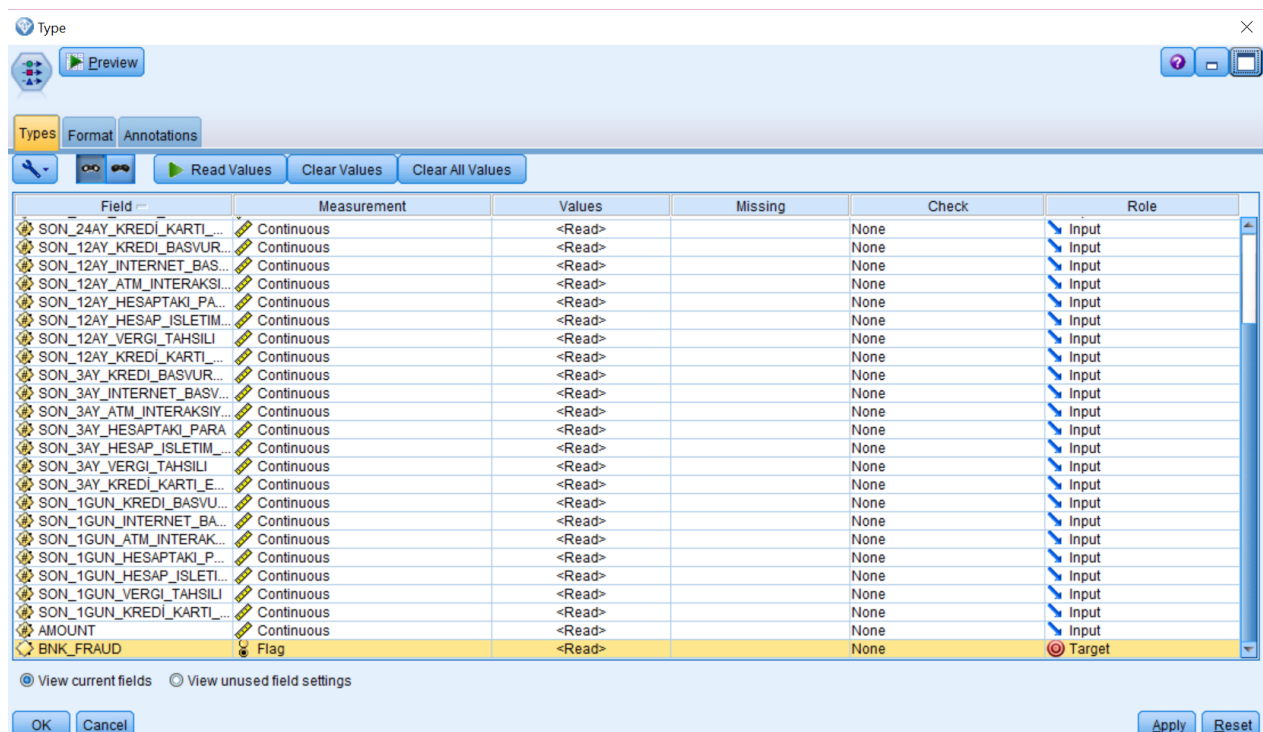 Type
Preview
Types Format Annotations
Read Values Clear Values Clear All Values
Field Measurement Values Missing Check Role
SON_24AY_KREDİ_KARTI_... Continuous <Read> None Input
SON_12AY_KREDI_BASVUR... Continuous <Read> None Input
SON_12AY_INTERNET_BAS... Continuous <Read> None Input
SON_12AY_ATM_INTERAKSI... Continuous <Read> None Input
SON_12AY_HESAPTAKI_PA... Continuous <Read> None Input
SON_12AY_HESAP_ISLETIM... Continuous <Read> None Input
SON_12AY_VERGI_TAHSILI Continuous <Read> None Input
SON_12AY_KREDİ_KARTI_... Continuous <Read> None Input
SON_3AY_KREDI_BASVUR... Continuous <Read> None Input
SON_3AY_INTERNET_BASV... Continuous <Read> None Input
SON_3AY_ATM_INTERAKSIY... Continuous <Read> None Input
SON_3AY_HESAPTAKI_PARA Continuous <Read> None Input
SON_3AY_HESAP_ISLETIM_... Continuous <Read> None Input
SON_3AY_VERGI_TAHSILI Continuous <Read> None Input
SON_3AY_KREDİ_KARTI_E... Continuous <Read> None Input
SON_1GUN_KREDI_BASVU... Continuous <Read> None Input
SON_1GUN_INTERNET_BA... Continuous <Read> None Input
SON_1GUN_ATM_INTERAK... Continuous <Read> None Input
SON_1GUN_HESAPTAKI_P... Continuous <Read> None Input
SON_1GUN_HESAP_ISLETI... Continuous <Read> None Input
SON_1GUN_VERGI_TAHSILI Continuous <Read> None Input
SON_1GUN_KREDİ_KARTI_... Continuous <Read> None Input
AMOUNT Continuous <Read> None Input
BNK_FRAUD Flag <Read> None Target
View current fields View unused field settings
OK Cancel Apply Reset